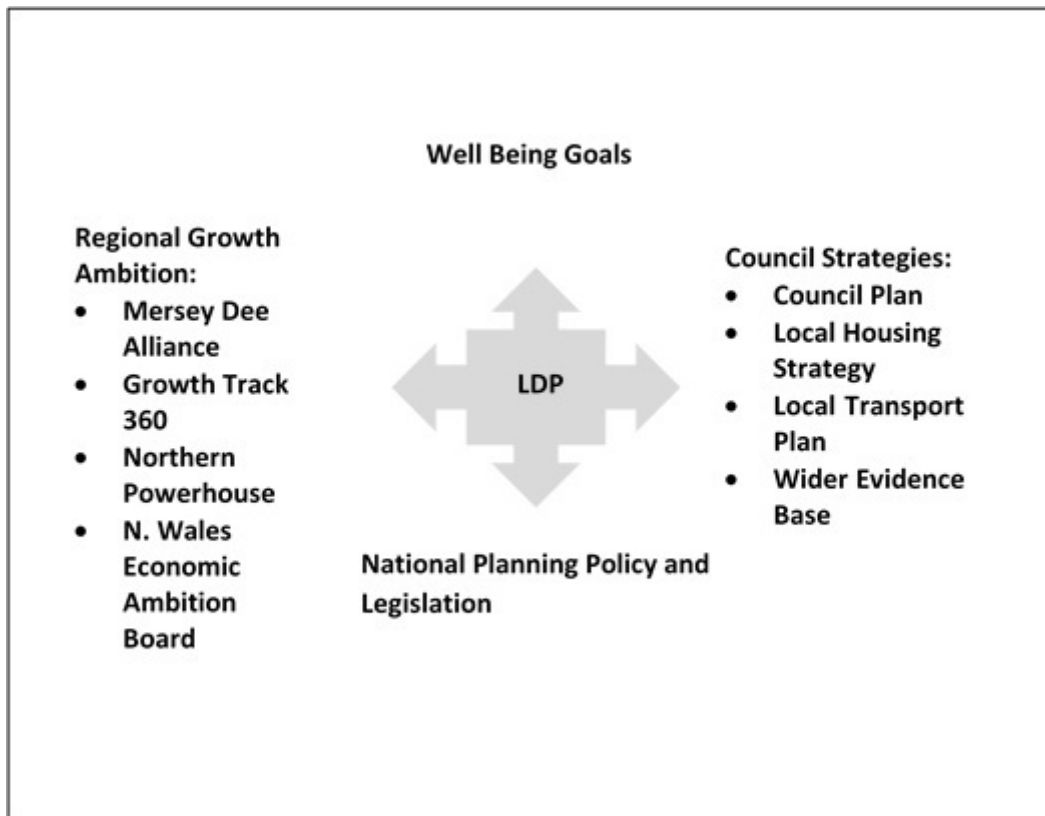 Well Being Goals
Regional Growth
Ambition:
• Mersey Dee
Alliance
• Growth Track
360
• Northern
Powerhouse
• N. Wales
Economic
Ambition
Board
LDP
Council Strategies:
• Council Plan
• Local Housing
Strategy
• Local Transport
Plan
• Wider Evidence
Base
National Planning Policy and
Legislation